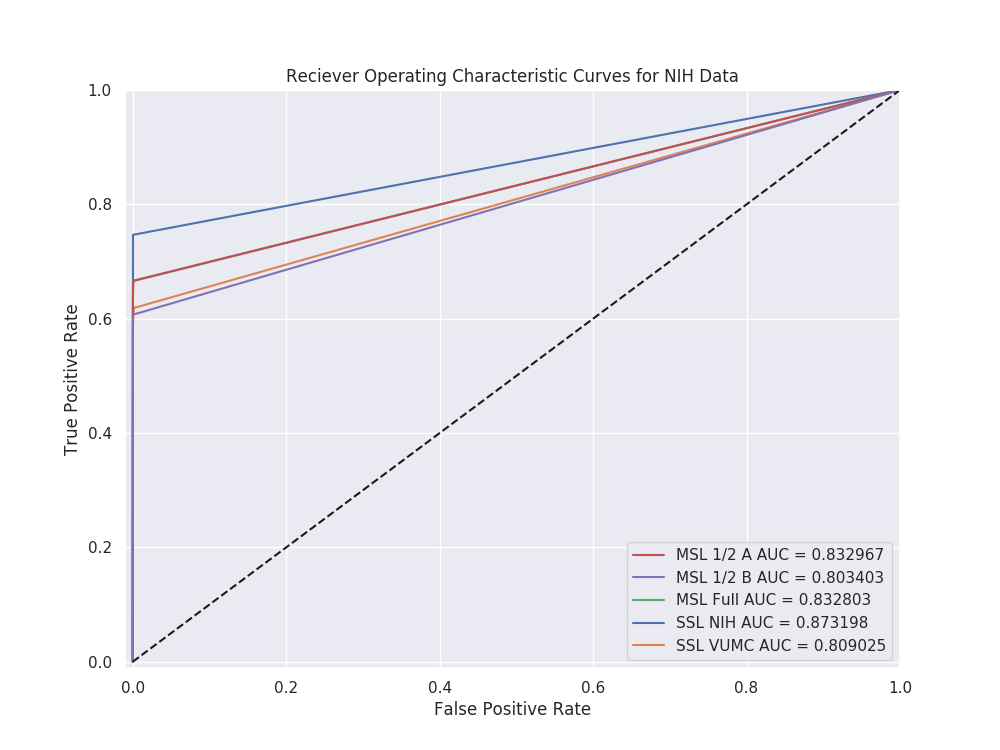 Reciever Operating Characteristic Curves for NIH Data
True Positive Rate
1.0
0.8
0.6
0.4
0.2
0.0
MSL 1/2 A AUC = 0.832967
MSL 1/2 B AUC = 0.803403
MSL Full AUC = 0.832803
SSL NIH AUC = 0.873198
SSL VUMC AUC = 0.809025
0.0 0.2 0.4 0.6 0.8 1.0
False Positive Rate